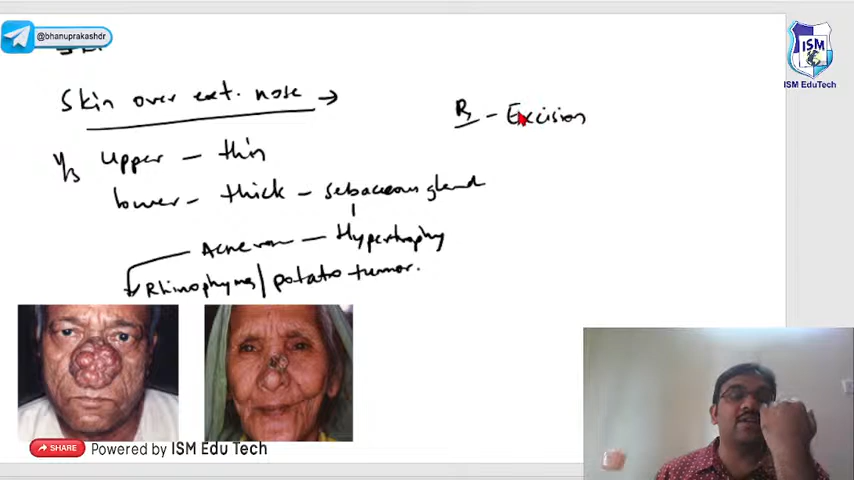 @bhanuprakashdr
ISM
ISM EduTech
Skin over ext. nose →
Rx - Excision
⅓ Upper - thin
lower - thick - sebaceous gland
Acne - Hypertrophy
Rhinophyma / potato tumor.
SHARE
Powered by ISM Edu Tech